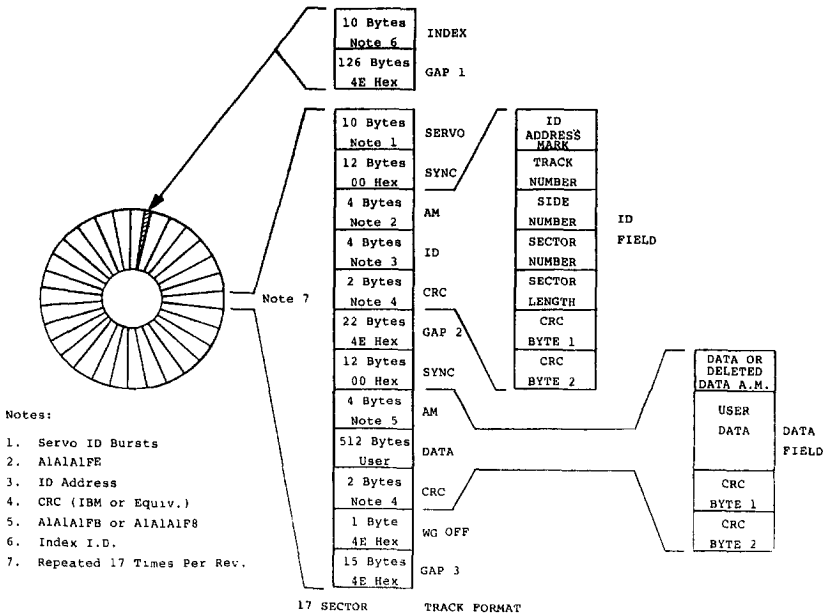 10 Bytes
Note 6
INDEX
126 Bytes
4E Hex
GAP 1
10 Bytes
Note 1
SERVO
12 Bytes
00 Hex
SYNC
4 Bytes
Note 2
AM
4 Bytes
Note 3
ID
2 Bytes
Note 4
CRC
22 Bytes
4E Hex
GAP 2
12 Bytes
00 Hex
SYNC
4 Bytes
Note 5
AM
512 Bytes
User
DATA
2 Bytes
Note 4
CRC
1 Byte
4E Hex
WG OFF
15 Bytes
4E Hex
GAP 3
Note 7
ID
ADDRESS
MARK
TRACK
NUMBER
SIDE
NUMBER
SECTOR
NUMBER
SECTOR
LENGTH
CRC
BYTE 1
CRC
BYTE 2
ID
FIELD
DATA OR
DELETED
DATA A.M.
USER
DATA
CRC
BYTE 1
CRC
BYTE 2
DATA
FIELD
Notes:
1. Servo ID Bursts
2. A1A1A1FE
3. ID Address
4. CRC (IBM or Equiv.)
5. A1A1A1FB or A1A1A1F8
6. Index I.D.
7. Repeated 17 Times Per Rev.
17 SECTOR TRACK FORMAT